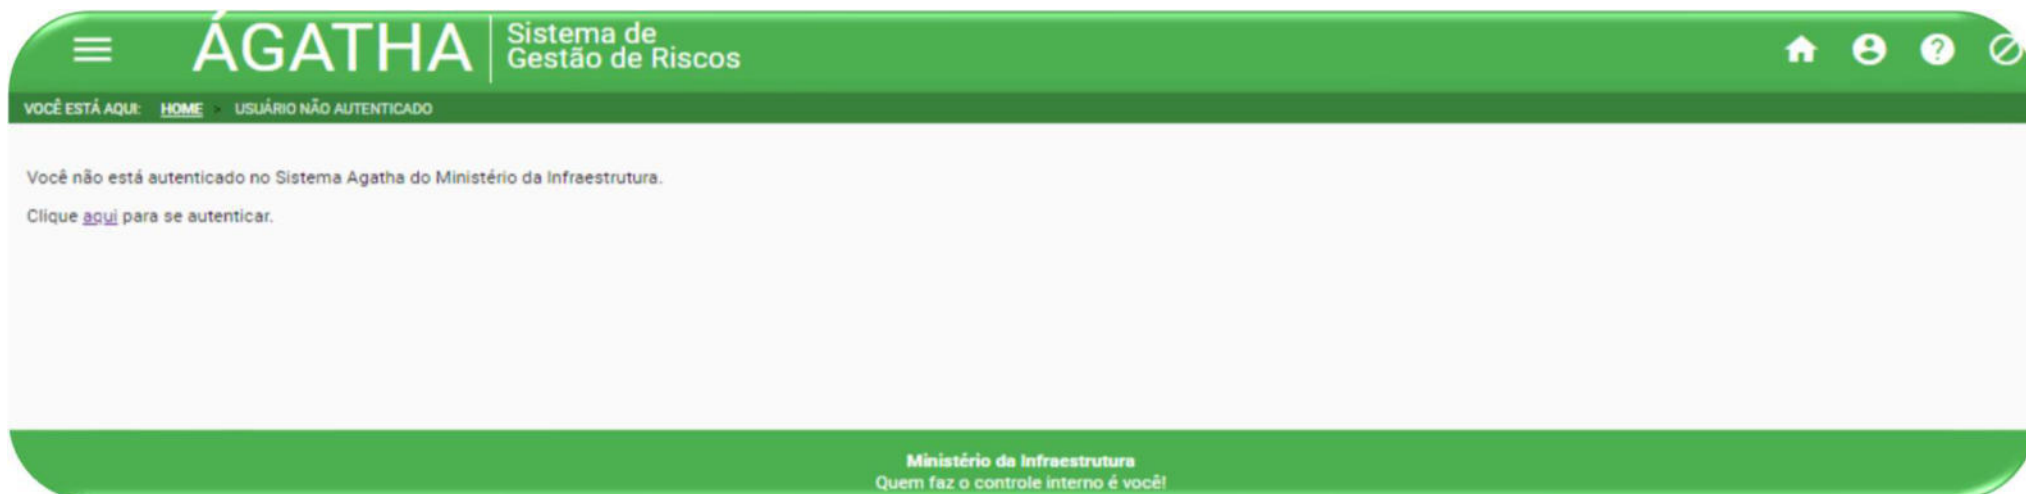 ÁGATHA
Sistema de
Gestão de Riscos
VOCÊ ESTÁ AQUI: HOME > USUÁRIO NÃO AUTENTICADO
Você não está autenticado no Sistema Agatha do Ministério da Infraestrutura.
Clique aqui para se autenticar.
Ministério da Infraestrutura
Quem faz o controle interno é você!